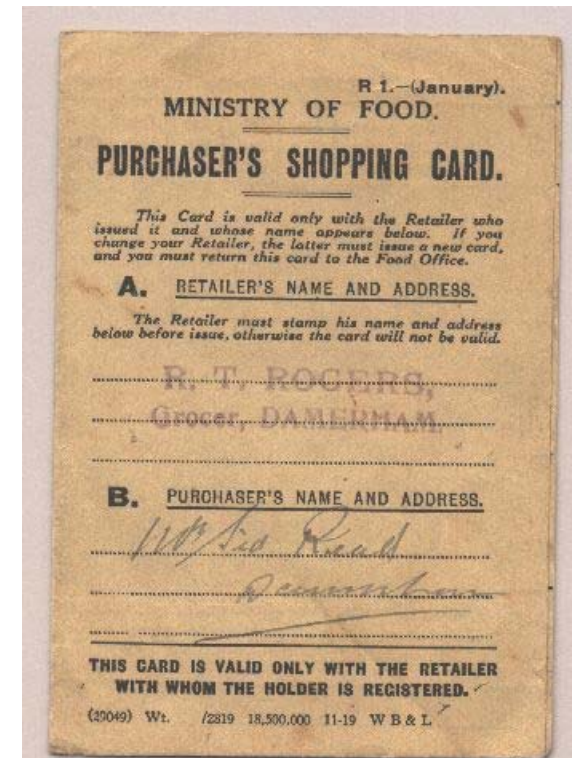 R 1.—(January).
MINISTRY OF FOOD.
PURCHASER'S SHOPPING CARD.
This Card is valid only with the Retailer who
issued it and whose name appears below. If you
change your Retailer, the latter must issue a new card,
and you must return this card to the Food Office.
A. RETAILER'S NAME AND ADDRESS.
The Retailer must stamp his name and address
below before issue, otherwise the card will not be valid.
R. T. ROGERS,
Grocer, DAMERHAM
B. PURCHASER'S NAME AND ADDRESS.
Sid Read
THIS CARD IS VALID ONLY WITH THE RETAILER
WITH WHOM THE HOLDER IS REGISTERED.
Wt. /2819 18,500,000 11-19 W B & L